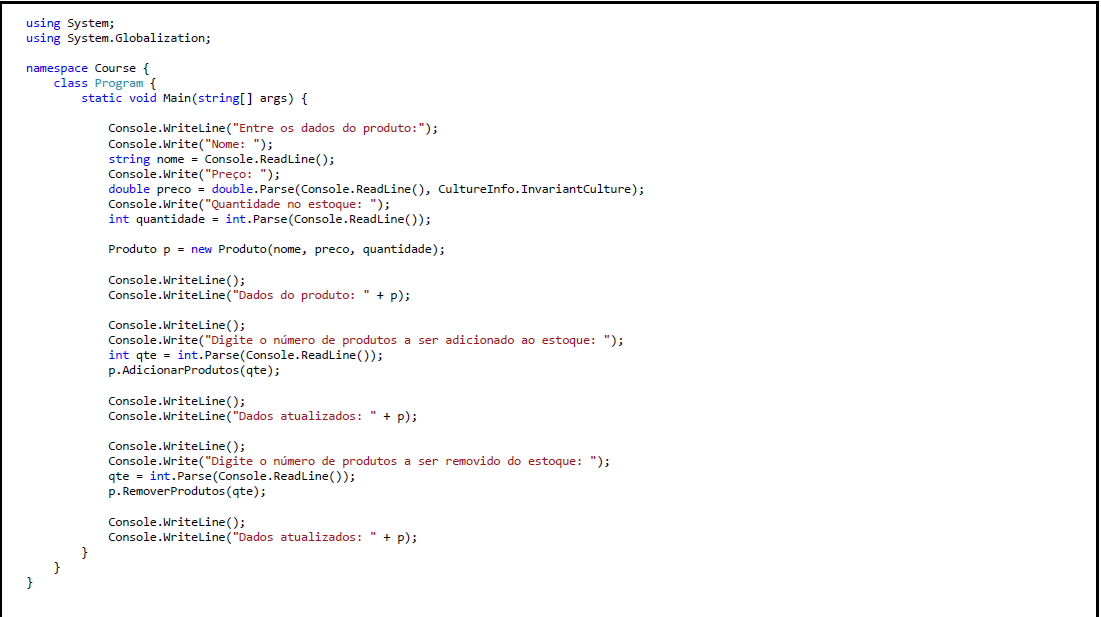 using System;
using System.Globalization;
namespace Course {
class Program {
static void Main(string[] args) {
Console.WriteLine("Entre os dados do produto:");
Console.Write("Nome: ");
string nome = Console.ReadLine();
Console.Write("Preço: ");
double preco = double.Parse(Console.ReadLine(), CultureInfo.InvariantCulture);
Console.Write("Quantidade no estoque: ");
int quantidade = int.Parse(Console.ReadLine());
Produto p = new Produto(nome, preco, quantidade);
Console.WriteLine();
Console.WriteLine("Dados do produto: " + p);
Console.WriteLine();
Console.Write("Digite o número de produtos a ser adicionado ao estoque: ");
int qte = int.Parse(Console.ReadLine());
p.AdicionarProdutos(qte);
Console.WriteLine();
Console.WriteLine("Dados atualizados: " + p);
Console.WriteLine();
Console.Write("Digite o número de produtos a ser removido do estoque: ");
qte = int.Parse(Console.ReadLine());
p.RemoverProdutos(qte);
Console.WriteLine();
Console.WriteLine("Dados atualizados: " + p);
}
}
}